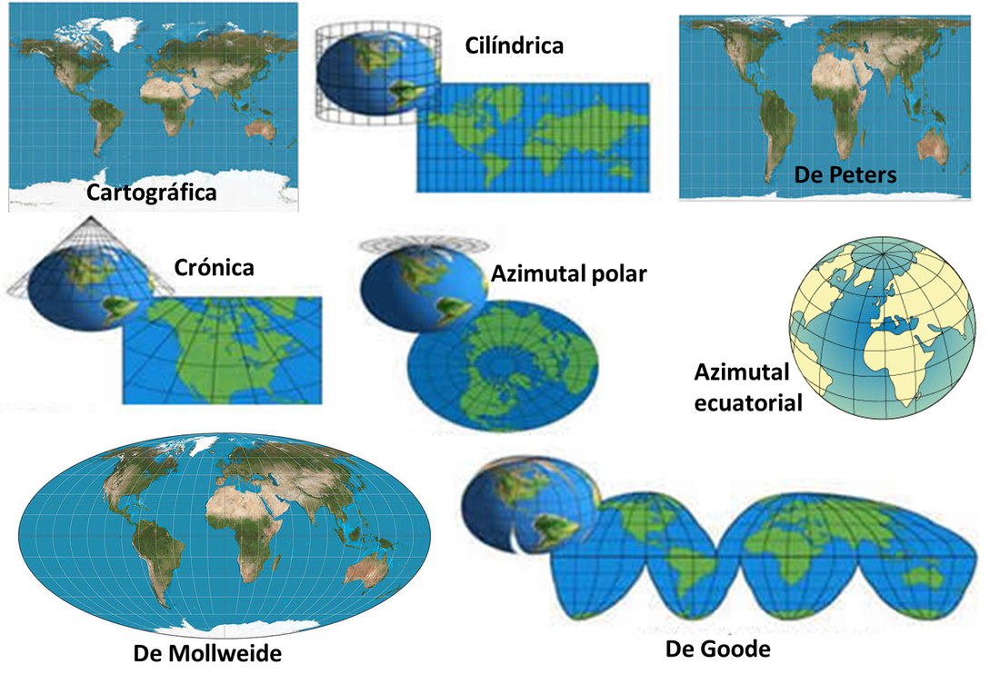 Cartográfica
Cilíndrica
De Peters
Crónica
Azimutal polar
Azimutal
ecuatorial
De Mollweide
De Goode